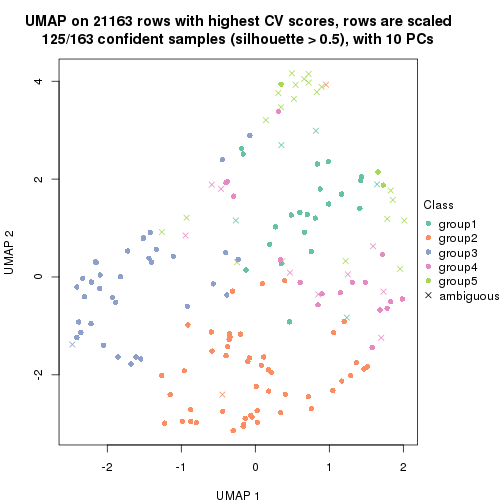 UMAP on 21163 rows with highest CV scores, rows are scaled
125/163 confident samples (silhouette > 0.5), with 10 PCs
4
2
0
-2
UMAP 2
-2
-1
0
1
2
UMAP 1
Class
group1
group2
group3
group4
group5
ambiguous